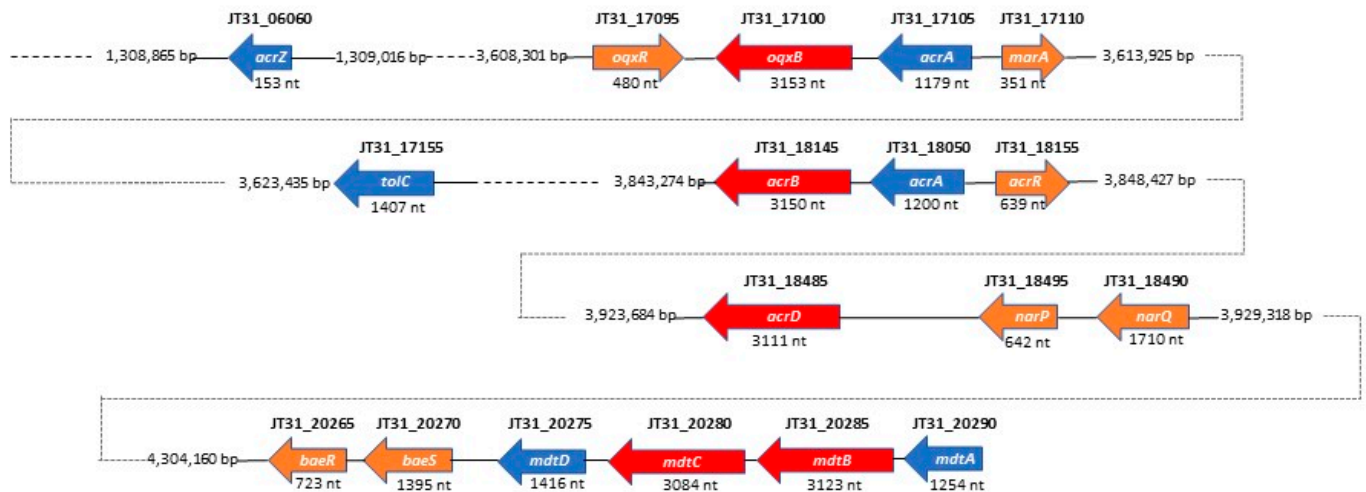 JT31_06060 JT31_17095 JT31_17100 JT31_17105 JT31_17110
1,308,865 bp acrZ 1,309,016 bp 3,608,301 bp oqxR oqxB acrA marA 3,613,925 bp
153 nt 480 nt 3153 nt 1179 nt 351 nt
JT31_17155 JT31_18145 JT31_18050 JT31_18155
3,623,435 bp tolC 3,843,274 bp acrB acrA acrR 3,848,427 bp
1407 nt 3150 nt 1200 nt 639 nt
JT31_18485 JT31_18495 JT31_18490
3,923,684 bp acrD narP narQ 3,929,318 bp
3111 nt 642 nt 1710 nt
JT31_20265 JT31_20270 JT31_20275 JT31_20280 JT31_20285 JT31_20290
4,304,160 bp baeR baeS mdtD mdtC mdtB mdtA
723 nt 1395 nt 1416 nt 3084 nt 3123 nt 1254 nt